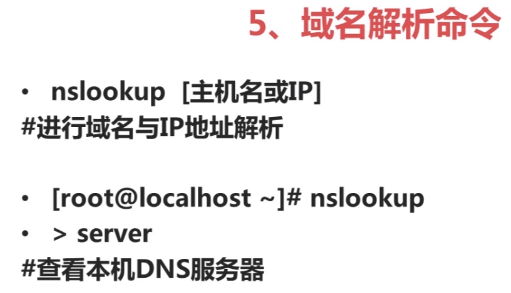 5、域名解析命令
• nslookup [主机名或IP]
#进行域名与IP地址解析
• [root@localhost ~]# nslookup
• > server
#查看本机DNS服务器